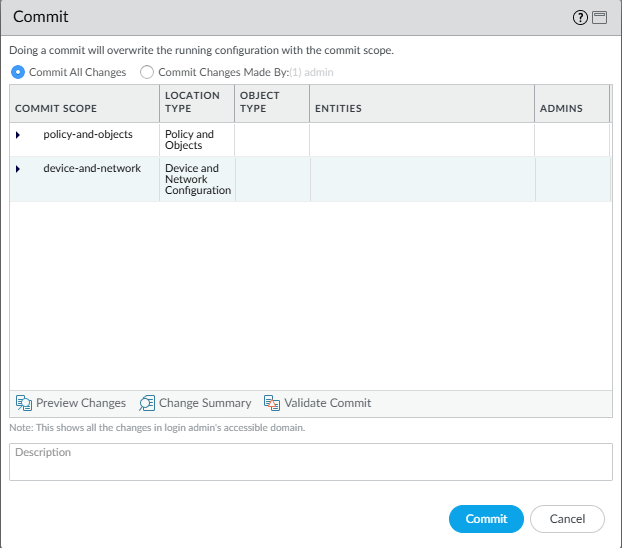 Commit
Doing a commit will overwrite the running configuration with the commit scope.
Commit All Changes Commit Changes Made By:(1) admin
COMMIT SCOPE LOCATION TYPE OBJECT TYPE ENTITIES ADMINS
policy-and-objects Policy and Objects
device-and-network Device and Network Configuration
Preview Changes Change Summary Validate Commit
Note: This shows all the changes in login admin's accessible domain.
Description
Commit Cancel